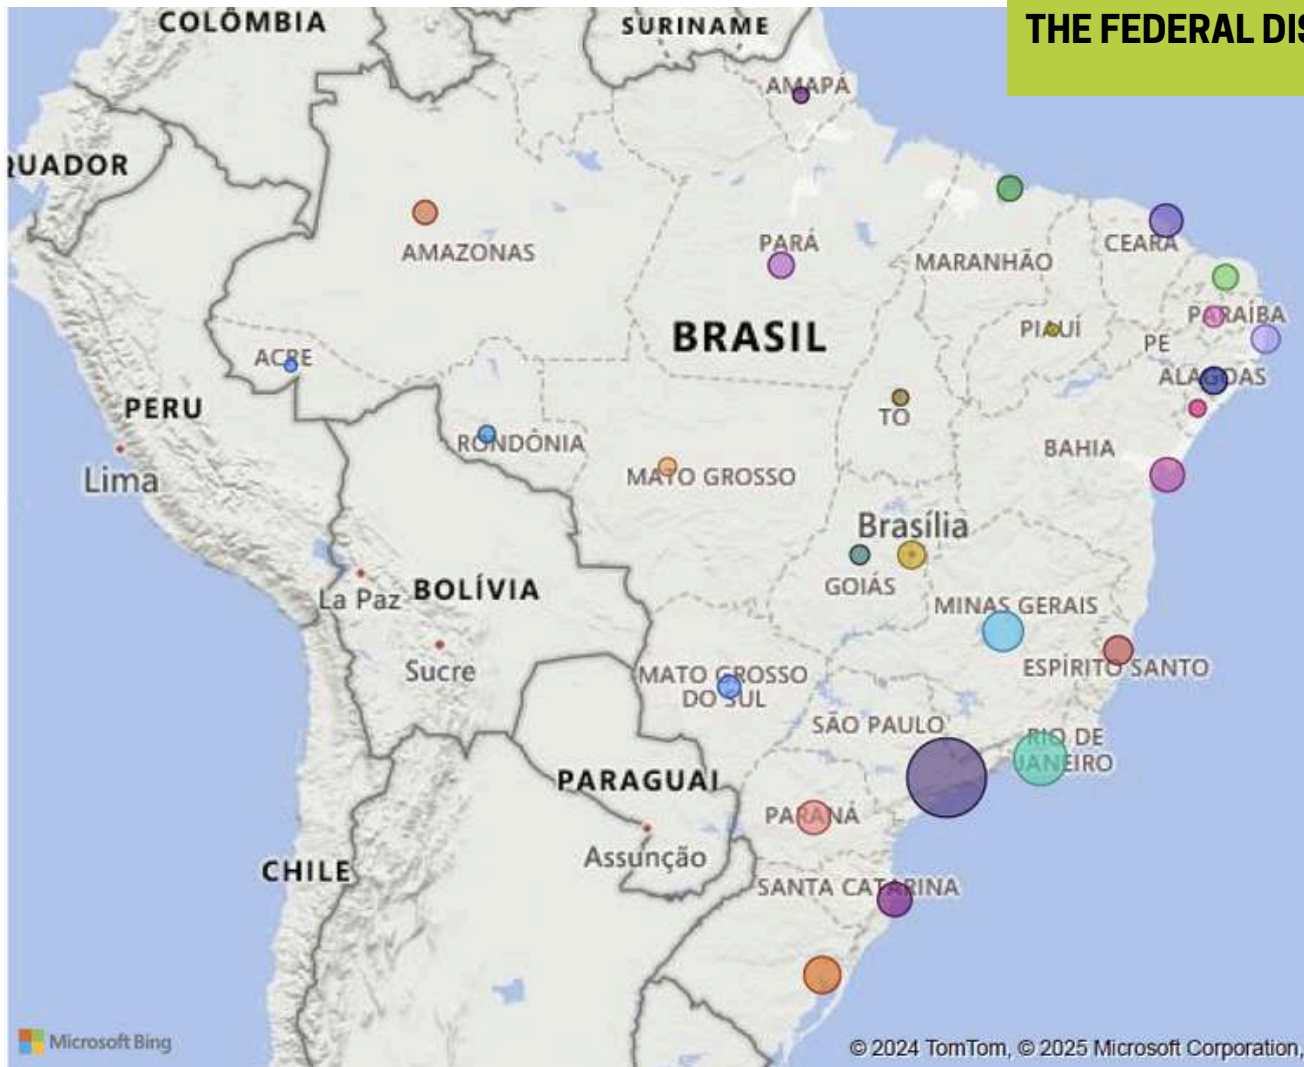 COLÔMBIA
SURINAME
THE FEDERAL DIS
AMAPÁ
QUADOR
AMAZONAS
PARÁ
MARANHÃO
CEARÁ
BRASIL
PIAUÍ
PARAÍBA
PE
ACRE
ALAGOAS
PERU
TO
RONDÔNIA
BAHIA
Lima
MATO GROSSO
Brasília
GOIÁS
La Paz
BOLÍVIA
MINAS GERAIS
Sucre
MATO GROSSO
DO SUL
ESPÍRITO SANTO
SÃO PAULO
RIO DE
JANEIRO
PARAGUAI
PARANÁ
Assunção
CHILE
SANTA CATARINA
Microsoft Bing
© 2024 TomTom, © 2025 Microsoft Corporation,